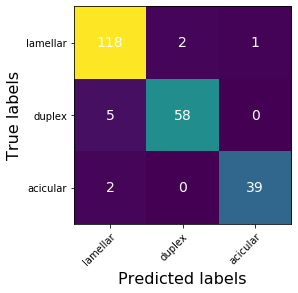 True labels
lamellar 118 2 1
duplex 5 58 0
acicular 2 0 39
lamellar duplex acicular
Predicted labels